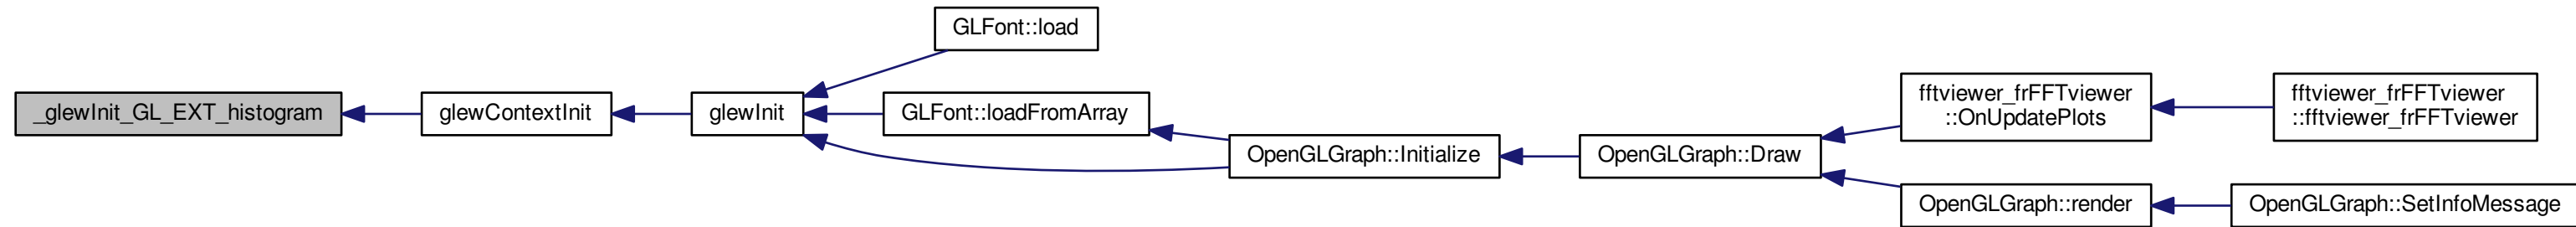 GLFont::load
_glewInit_GL_EXT_histogram
glewContextInit
glewInit
GLFont::loadFromArray
OpenGLGraph::Initialize
OpenGLGraph::Draw
fftviewer_frFFTviewer
::OnUpdatePlots
fftviewer_frFFTviewer
::fftviewer_frFFTviewer
OpenGLGraph::render
OpenGLGraph::SetInfoMessage